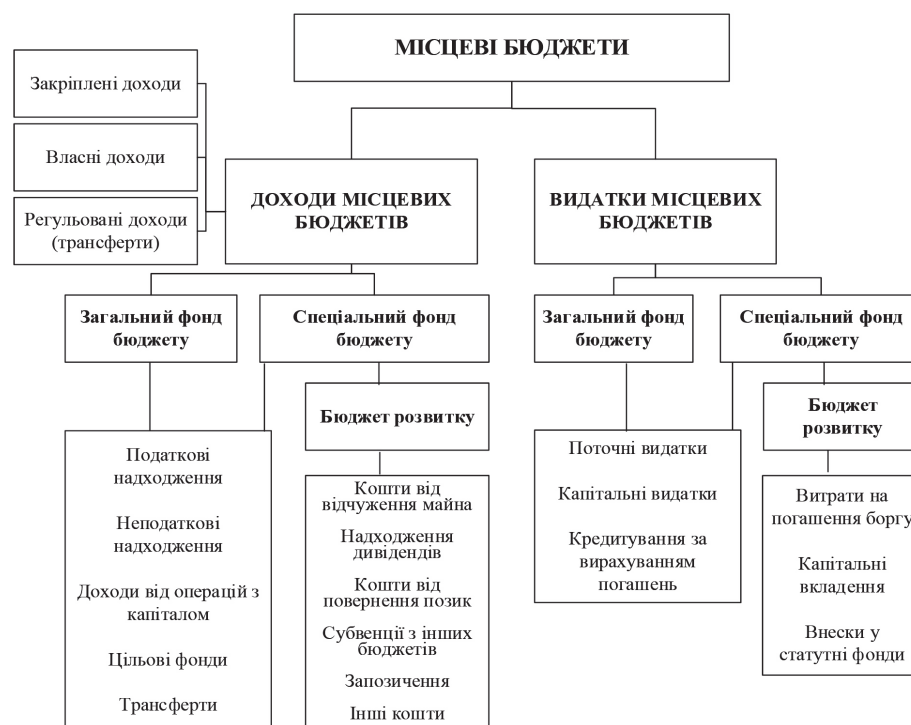 МІСЦЕВІ БЮДЖЕТИ
Закріплені доходи
Власні доходи
Регульовані доходи
(трансферти)
ДОХОДИ МІСЦЕВИХ
БЮДЖЕТІВ
ВИДАТКИ МІСЦЕВИХ
БЮДЖЕТІВ
Загальний фонд
бюджету
Спеціальний фонд
бюджету
Загальний фонд
бюджету
Спеціальний фонд
бюджету
Бюджет розвитку
Бюджет
розвитку
Податкові
надходження
Неподаткові
надходження
Доходи від операцій з
капіталом
Цільові фонди
Трансферти
Кошти від
відчуження майна
Надходження
дивідендів
Кошти від
повернення позик
Субвенції з інших
бюджетів
Запозичення
Інші кошти
Поточні видатки
Капітальні видатки
Кредитування за
вирахуванням
погашень
Витрати на
погашення боргу
Капітальні
вкладення
Внески у
статутні фонди